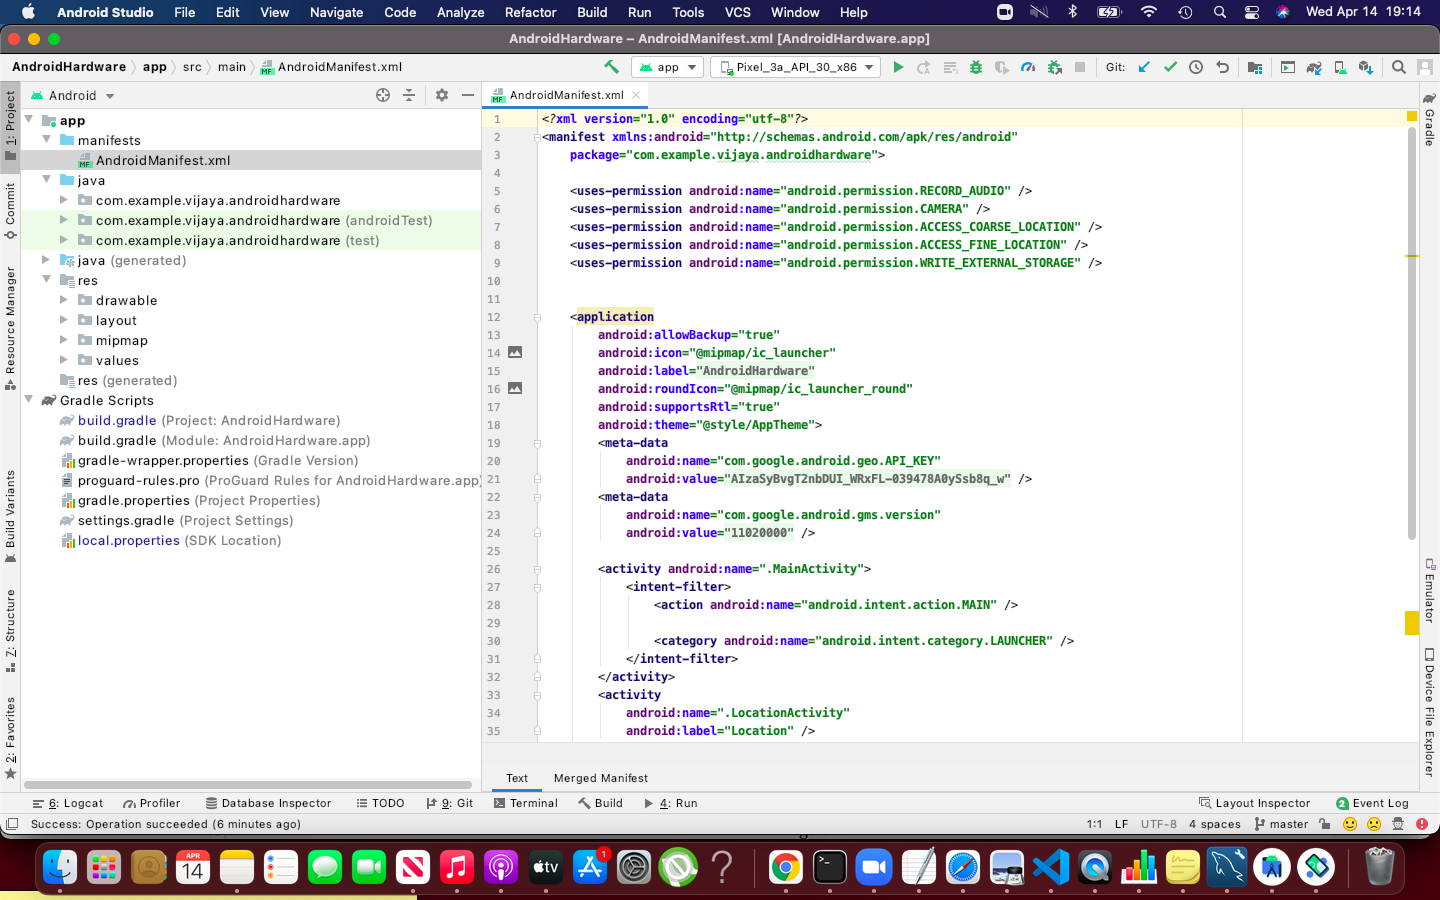 Android Studio File Edit View Navigate Code Analyze Refactor Build Run Tools VCS Window Help Wed Apr 14 19:14
AndroidHardware – AndroidManifest.xml [AndroidHardware.app]
AndroidHardware app src main AndroidManifest.xml app Pixel_3a_API_30_x86 Git:
Android
AndroidManifest.xml
1: Project
Commit
Resource Manager
Build Variants
7: Structure
2: Favorites
app
manifests
AndroidManifest.xml
java
com.example.vijaya.androidhardware
com.example.vijaya.androidhardware (androidTest)
com.example.vijaya.androidhardware (test)
java (generated)
res
drawable
layout
mipmap
values
res (generated)
Gradle Scripts
build.gradle (Project: AndroidHardware)
build.gradle (Module: AndroidHardware.app)
gradle-wrapper.properties (Gradle Version)
proguard-rules.pro (ProGuard Rules for AndroidHardware.app)
gradle.properties (Project Properties)
settings.gradle (Project Settings)
local.properties (SDK Location)
1 <?xml version="1.0" encoding="utf-8"?>
2 <manifest xmlns:android="http://schemas.android.com/apk/res/android"
3 package="com.example.vijaya.androidhardware">
4
5 <uses-permission android:name="android.permission.RECORD_AUDIO" />
6 <uses-permission android:name="android.permission.CAMERA" />
7 <uses-permission android:name="android.permission.ACCESS_COARSE_LOCATION" />
8 <uses-permission android:name="android.permission.ACCESS_FINE_LOCATION" />
9 <uses-permission android:name="android.permission.WRITE_EXTERNAL_STORAGE" />
10
11
12 <application
13 android:allowBackup="true"
14 android:icon="@mipmap/ic_launcher"
15 android:label="AndroidHardware"
16 android:roundIcon="@mipmap/ic_launcher_round"
17 android:supportsRtl="true"
18 android:theme="@style/AppTheme">
19 <meta-data
20 android:name="com.google.android.geo.API_KEY"
21 android:value="AIzaSyBvgT2nbDUI_WRxFL-039478A0ySsb8q_w" />
22 <meta-data
23 android:name="com.google.android.gms.version"
24 android:value="11020000" />
25
26 <activity android:name=".MainActivity">
27 <intent-filter>
28 <action android:name="android.intent.action.MAIN" />
29
30 <category android:name="android.intent.category.LAUNCHER" />
31 </intent-filter>
32 </activity>
33 <activity
34 android:name=".LocationActivity"
35 android:label="Location" />
Gradle
Emulator
Device File Explorer
Text Merged Manifest
6: Logcat Profiler Database Inspector TODO 9: Git Terminal Build 4: Run Layout Inspector 2 Event Log
Success: Operation succeeded (6 minutes ago) 1:1 LF UTF-8 4 spaces master
APR
14
tv
1